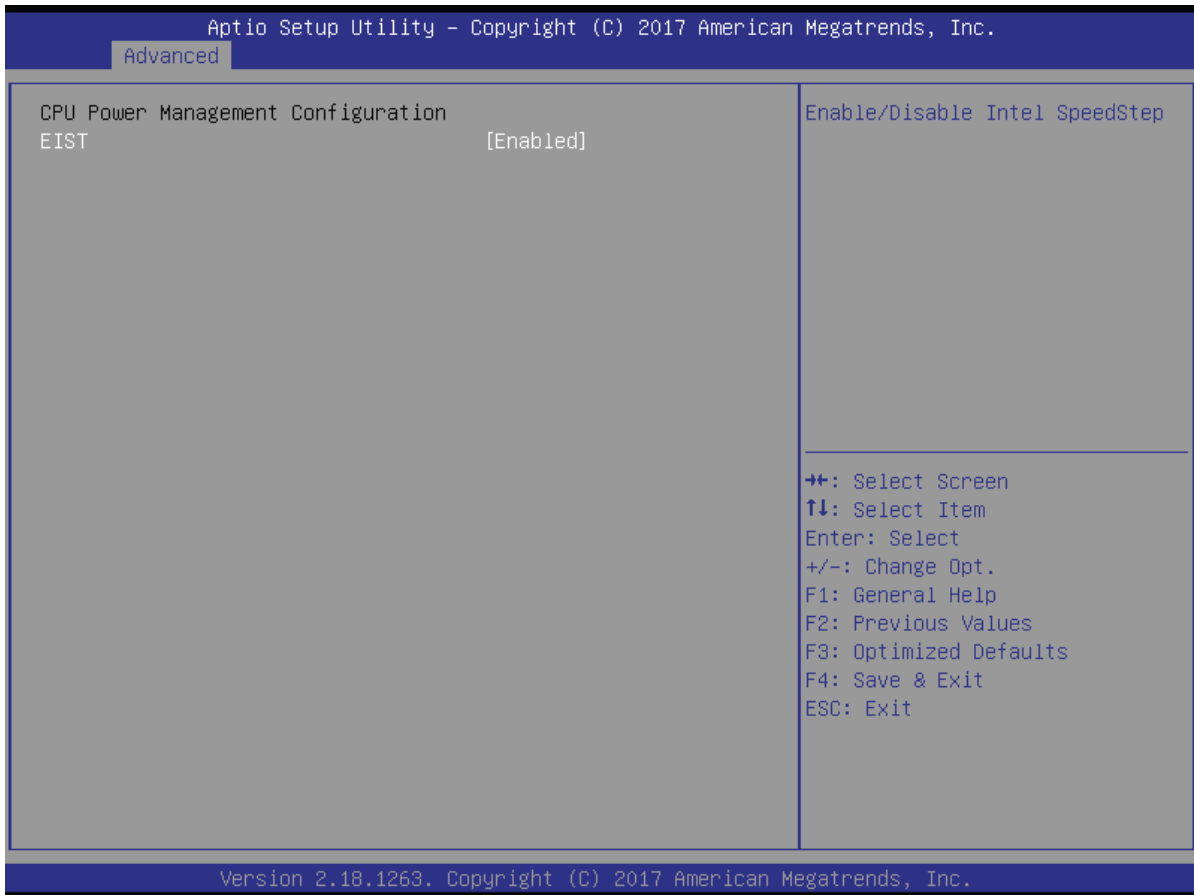 Aptio Setup Utility – Copyright (C) 2017 American Megatrends, Inc.
Advanced
CPU Power Management Configuration
EIST [Enabled]
Enable/Disable Intel SpeedStep
→←: Select Screen
↑↓: Select Item
Enter: Select
+/-: Change Opt.
F1: General Help
F2: Previous Values
F3: Optimized Defaults
F4: Save & Exit
ESC: Exit
Version 2.18.1263. Copyright (C) 2017 American Megatrends, Inc.